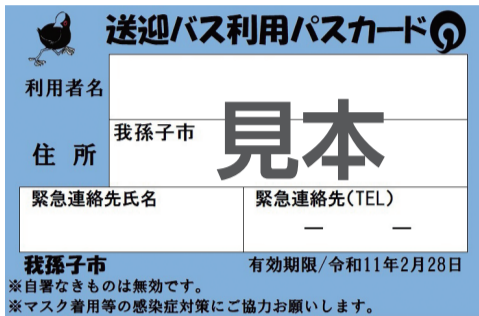 送迎バス利用パスカード
利用者名
住所 我孫子市
見本
緊急連絡先氏名 緊急連絡先(TEL)
― ―
我孫子市 有効期限/令和11年2月28日
※自署なきものは無効です。
※マスク着用等の感染症対策にご協力お願いします。